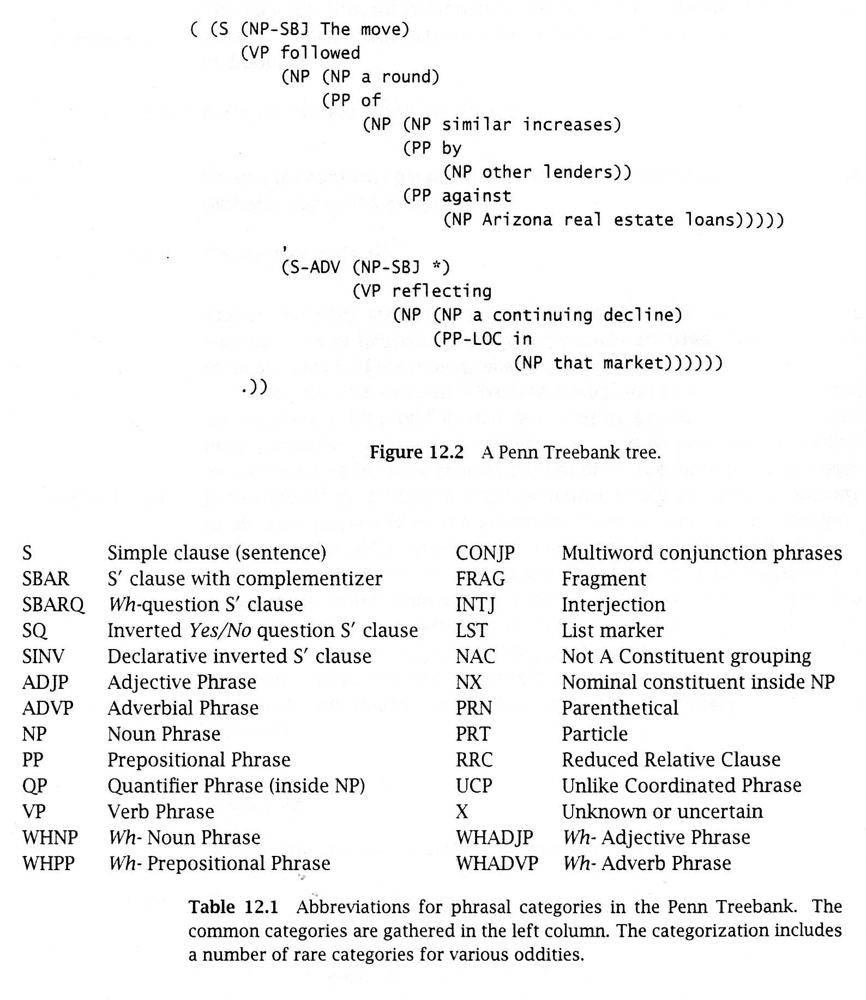 ( (S (NP-SBJ The move)
(VP followed
(NP (NP a round)
(PP of
(NP (NP similar increases)
(PP by
(NP other lenders))
(PP against
(NP Arizona real estate loans)))))
,
(S-ADV (NP-SBJ *)
(VP reflecting
(NP (NP a continuing decline)
(PP-LOC in
(NP that market))))))
.))
Figure 12.2 A Penn Treebank tree.
S Simple clause (sentence) CONJP Multiword conjunction phrases
SBAR S′ clause with complementizer FRAG Fragment
SBARQ Wh-question S′ clause INTJ Interjection
SQ Inverted Yes/No question S′ clause LST List marker
SINV Declarative inverted S′ clause NAC Not A Constituent grouping
ADJP Adjective Phrase NX Nominal constituent inside NP
ADVP Adverbial Phrase PRN Parenthetical
NP Noun Phrase PRT Particle
PP Prepositional Phrase RRC Reduced Relative Clause
QP Quantifier Phrase (inside NP) UCP Unlike Coordinated Phrase
VP Verb Phrase X Unknown or uncertain
WHNP Wh- Noun Phrase WHADJP Wh- Adjective Phrase
WHPP Wh- Prepositional Phrase WHADVP Wh- Adverb Phrase
Table 12.1 Abbreviations for phrasal categories in the Penn Treebank. The
common categories are gathered in the left column. The categorization includes
a number of rare categories for various oddities.